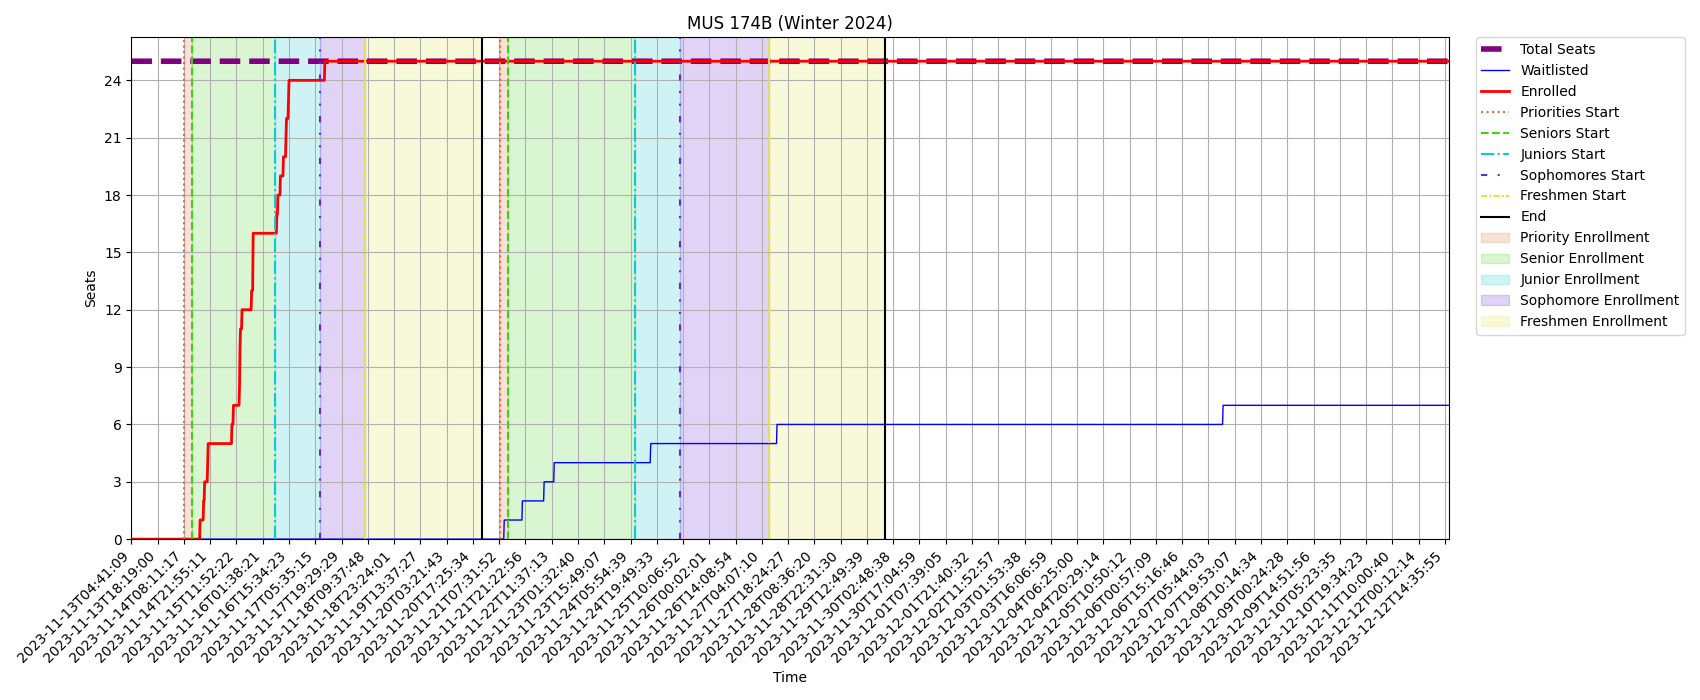 MUS 174B (Winter 2024)
Seats
24
21
18
15
12
9
6
3
0
2023-11-13T04:41:09
2023-11-13T18:19:00
2023-11-14T08:11:17
2023-11-14T21:55:11
2023-11-15T11:52:22
2023-11-16T01:38:21
2023-11-16T15:34:23
2023-11-17T05:35:15
2023-11-17T19:29:29
2023-11-18T09:37:48
2023-11-18T23:24:01
2023-11-19T13:37:27
2023-11-20T03:21:43
2023-11-20T17:25:34
2023-11-21T07:31:52
2023-11-21T21:22:56
2023-11-22T11:37:13
2023-11-23T01:32:40
2023-11-23T15:49:07
2023-11-24T05:54:39
2023-11-24T19:49:33
2023-11-25T10:06:52
2023-11-26T00:02:01
2023-11-26T14:08:54
2023-11-27T04:07:10
2023-11-27T18:24:27
2023-11-28T08:36:20
2023-11-28T22:31:30
2023-11-29T12:49:39
2023-11-30T02:48:38
2023-11-30T17:04:59
2023-12-01T07:39:05
2023-12-01T21:40:32
2023-12-02T11:52:57
2023-12-03T01:53:38
2023-12-03T16:06:59
2023-12-04T06:25:00
2023-12-04T20:29:14
2023-12-05T10:50:12
2023-12-06T00:57:09
2023-12-06T15:16:46
2023-12-07T05:44:03
2023-12-07T19:53:07
2023-12-08T10:14:34
2023-12-09T00:24:28
2023-12-09T14:51:56
2023-12-10T05:23:35
2023-12-10T19:34:23
2023-12-11T10:00:40
2023-12-12T00:12:14
2023-12-12T14:35:55
Time
Total Seats
Waitlisted
Enrolled
Priorities Start
Seniors Start
Juniors Start
Sophomores Start
Freshmen Start
End
Priority Enrollment
Senior Enrollment
Junior Enrollment
Sophomore Enrollment
Freshmen Enrollment